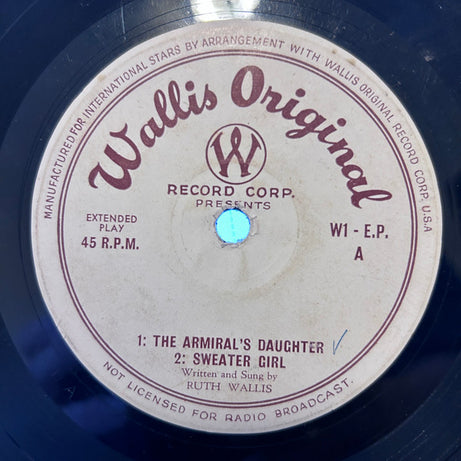 MANUFACTURED FOR INTERNATIONAL STARS BY ARRANGEMENT WITH WALLIS ORIGINAL RECORD CORP. U.S.A
Wallis Original
W
RECORD CORP.
PRESENTS
EXTENDED
PLAY
45 R.P.M.
W1 - E.P.
A
1: THE ARMIRAL'S DAUGHTER
2: SWEATER GIRL
Written and Sung by
RUTH WALLIS
NOT LICENSED FOR RADIO BROADCAST.